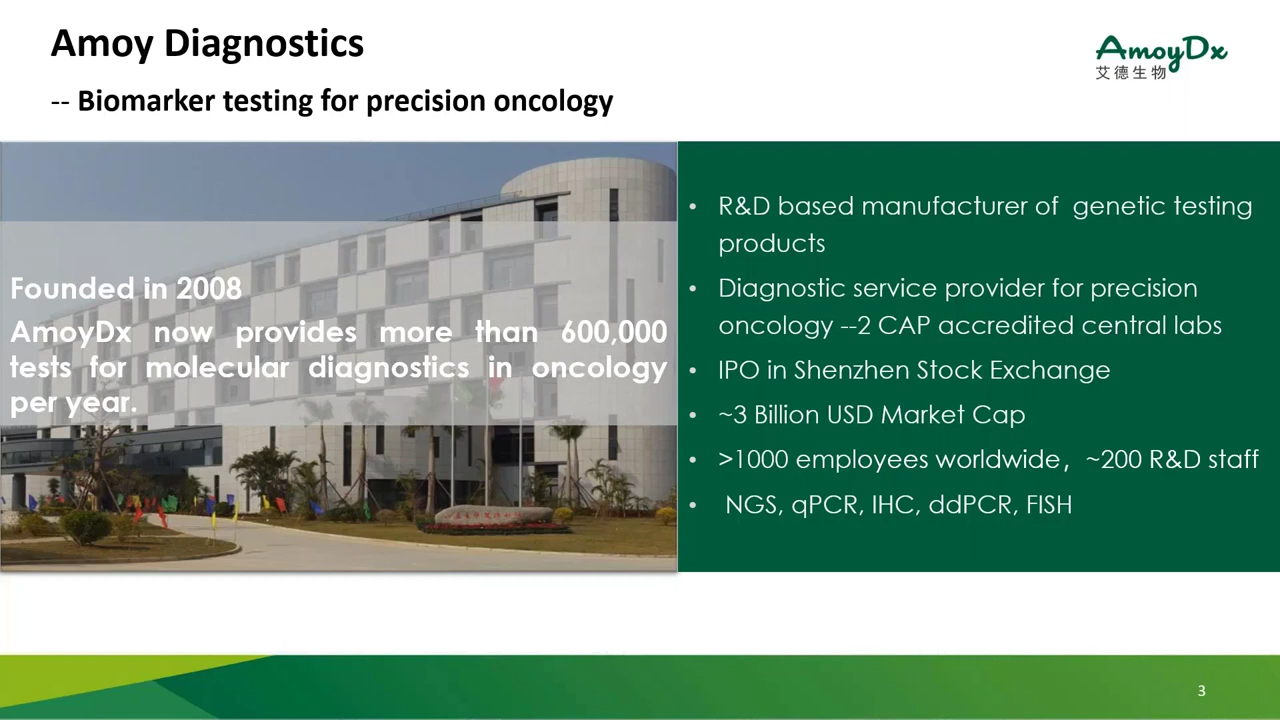 Amoy Diagnostics
-- Biomarker testing for precision oncology
AmoyDx
艾德生物
Founded in 2008
AmoyDx now provides more than 600,000
tests for molecular diagnostics in oncology
per year.
• R&D based manufacturer of genetic testing
products
• Diagnostic service provider for precision
oncology --2 CAP accredited central labs
• IPO in Shenzhen Stock Exchange
• ~3 Billion USD Market Cap
• >1000 employees worldwide，~200 R&D staff
• NGS, qPCR, IHC, ddPCR, FISH
3